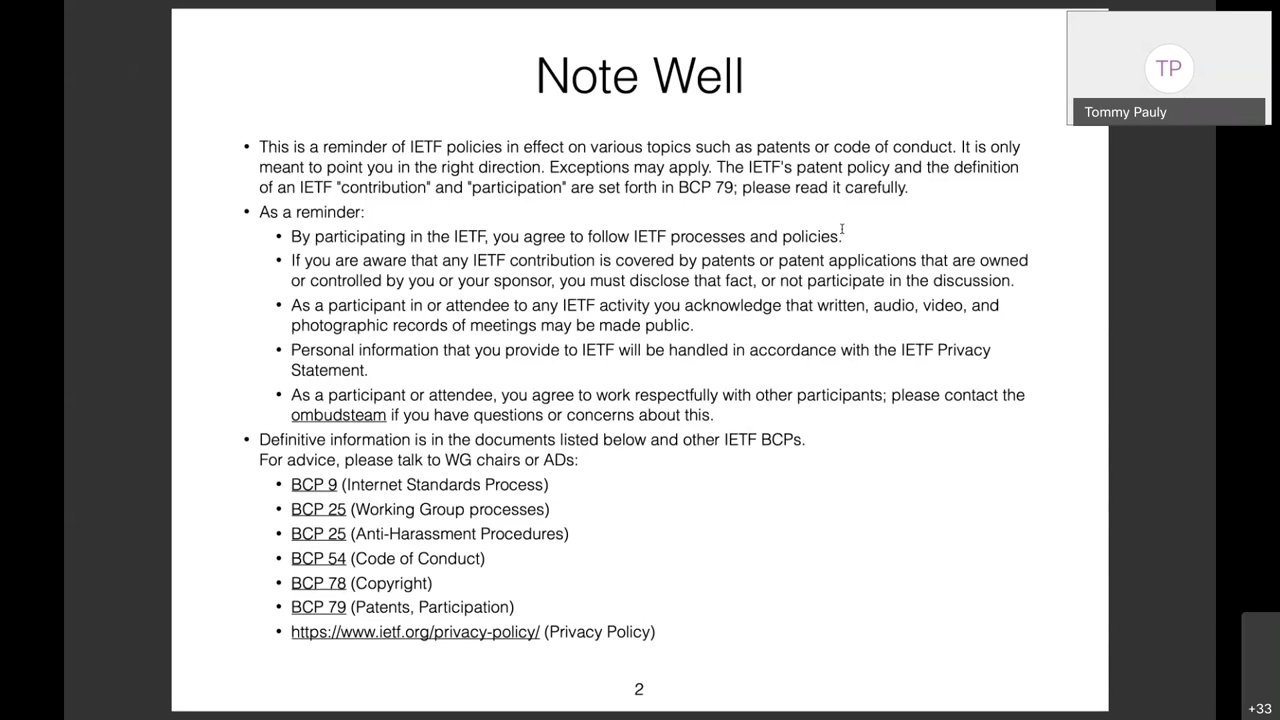 Note Well
TP
Tommy Pauly
• This is a reminder of IETF policies in effect on various topics such as patents or code of conduct. It is only
meant to point you in the right direction. Exceptions may apply. The IETF's patent policy and the definition
of an IETF "contribution" and "participation" are set forth in BCP 79; please read it carefully.
• As a reminder:
• By participating in the IETF, you agree to follow IETF processes and policies.
• If you are aware that any IETF contribution is covered by patents or patent applications that are owned
or controlled by you or your sponsor, you must disclose that fact, or not participate in the discussion.
• As a participant in or attendee to any IETF activity you acknowledge that written, audio, video, and
photographic records of meetings may be made public.
• Personal information that you provide to IETF will be handled in accordance with the IETF Privacy
Statement.
• As a participant or attendee, you agree to work respectfully with other participants; please contact the
ombudsteam if you have questions or concerns about this.
• Definitive information is in the documents listed below and other IETF BCPs.
For advice, please talk to WG chairs or ADs:
• BCP 9 (Internet Standards Process)
• BCP 25 (Working Group processes)
• BCP 25 (Anti-Harassment Procedures)
• BCP 54 (Code of Conduct)
• BCP 78 (Copyright)
• BCP 79 (Patents, Participation)
• https://www.ietf.org/privacy-policy/ (Privacy Policy)
2
+33